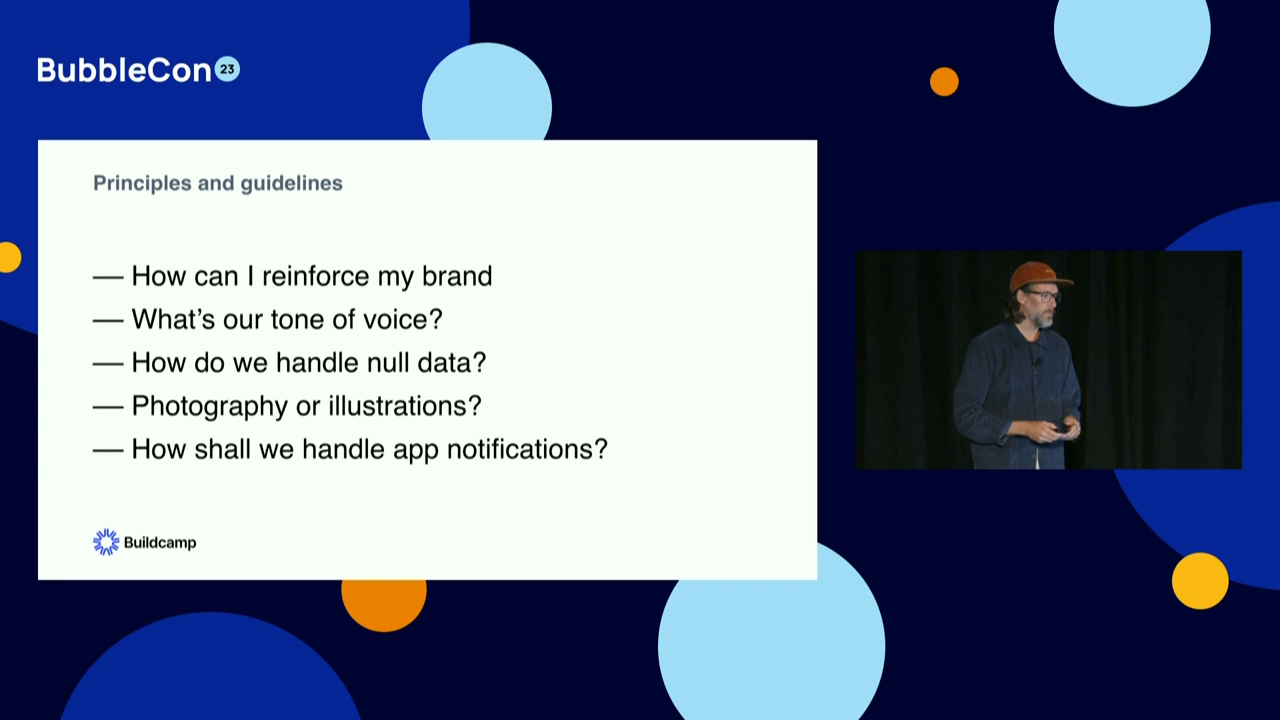 BubbleCon 23
Principles and guidelines
— How can I reinforce my brand
— What’s our tone of voice?
— How do we handle null data?
— Photography or illustrations?
— How shall we handle app notifications?
Buildcamp